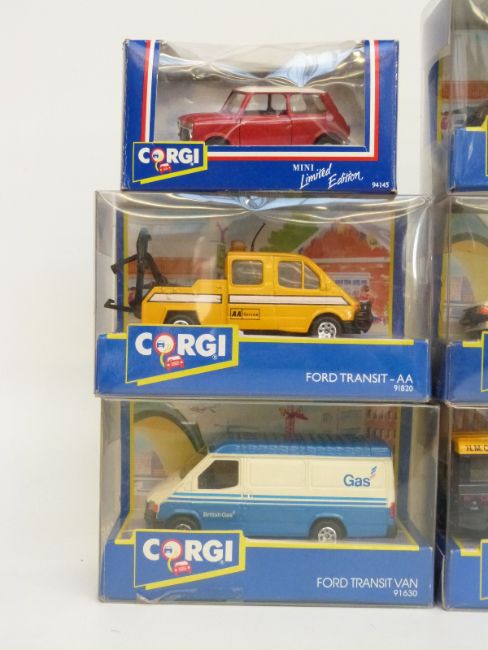 CORGI
MINI
Limited Edition
94145
AA Service
CORGI
FORD TRANSIT - AA
91820
Gas
British Gas
CORGI
FORD TRANSIT VAN
91630
H.M. C